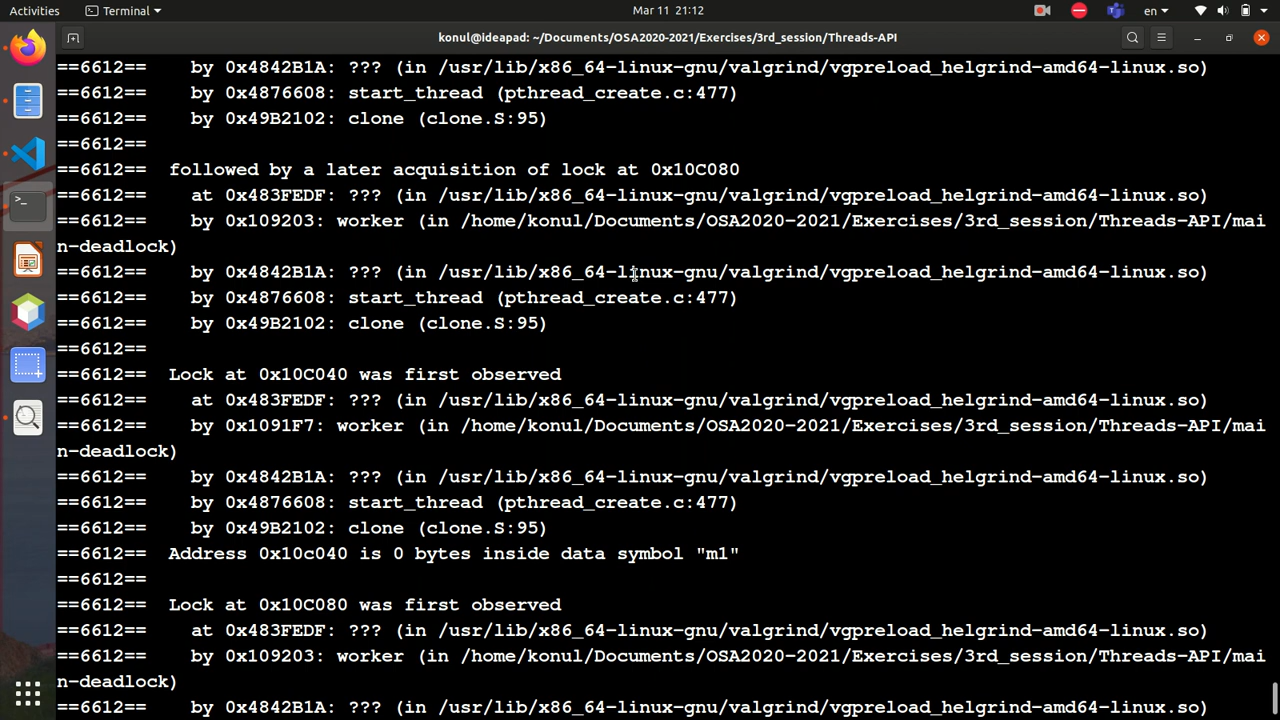 Activities
Terminal
Mar 11 21:12
en
konul@ideapad: ~/Documents/OSA2020-2021/Exercises/3rd_session/Threads-API
==6612==    by 0x4842B1A: ??? (in /usr/lib/x86_64-linux-gnu/valgrind/vgpreload_helgrind-amd64-linux.so)
==6612==    by 0x4876608: start_thread (pthread_create.c:477)
==6612==    by 0x49B2102: clone (clone.S:95)
==6612==
==6612==  followed by a later acquisition of lock at 0x10C080
==6612==    at 0x483FEDF: ??? (in /usr/lib/x86_64-linux-gnu/valgrind/vgpreload_helgrind-amd64-linux.so)
==6612==    by 0x109203: worker (in /home/konul/Documents/OSA2020-2021/Exercises/3rd_session/Threads-API/mai
n-deadlock)
==6612==    by 0x4842B1A: ??? (in /usr/lib/x86_64-linux-gnu/valgrind/vgpreload_helgrind-amd64-linux.so)
==6612==    by 0x4876608: start_thread (pthread_create.c:477)
==6612==    by 0x49B2102: clone (clone.S:95)
==6612==
==6612==  Lock at 0x10C040 was first observed
==6612==    at 0x483FEDF: ??? (in /usr/lib/x86_64-linux-gnu/valgrind/vgpreload_helgrind-amd64-linux.so)
==6612==    by 0x1091F7: worker (in /home/konul/Documents/OSA2020-2021/Exercises/3rd_session/Threads-API/mai
n-deadlock)
==6612==    by 0x4842B1A: ??? (in /usr/lib/x86_64-linux-gnu/valgrind/vgpreload_helgrind-amd64-linux.so)
==6612==    by 0x4876608: start_thread (pthread_create.c:477)
==6612==    by 0x49B2102: clone (clone.S:95)
==6612==  Address 0x10c040 is 0 bytes inside data symbol "m1"
==6612==
==6612==  Lock at 0x10C080 was first observed
==6612==    at 0x483FEDF: ??? (in /usr/lib/x86_64-linux-gnu/valgrind/vgpreload_helgrind-amd64-linux.so)
==6612==    by 0x109203: worker (in /home/konul/Documents/OSA2020-2021/Exercises/3rd_session/Threads-API/mai
n-deadlock)
==6612==    by 0x4842B1A: ??? (in /usr/lib/x86_64-linux-gnu/valgrind/vgpreload_helgrind-amd64-linux.so)